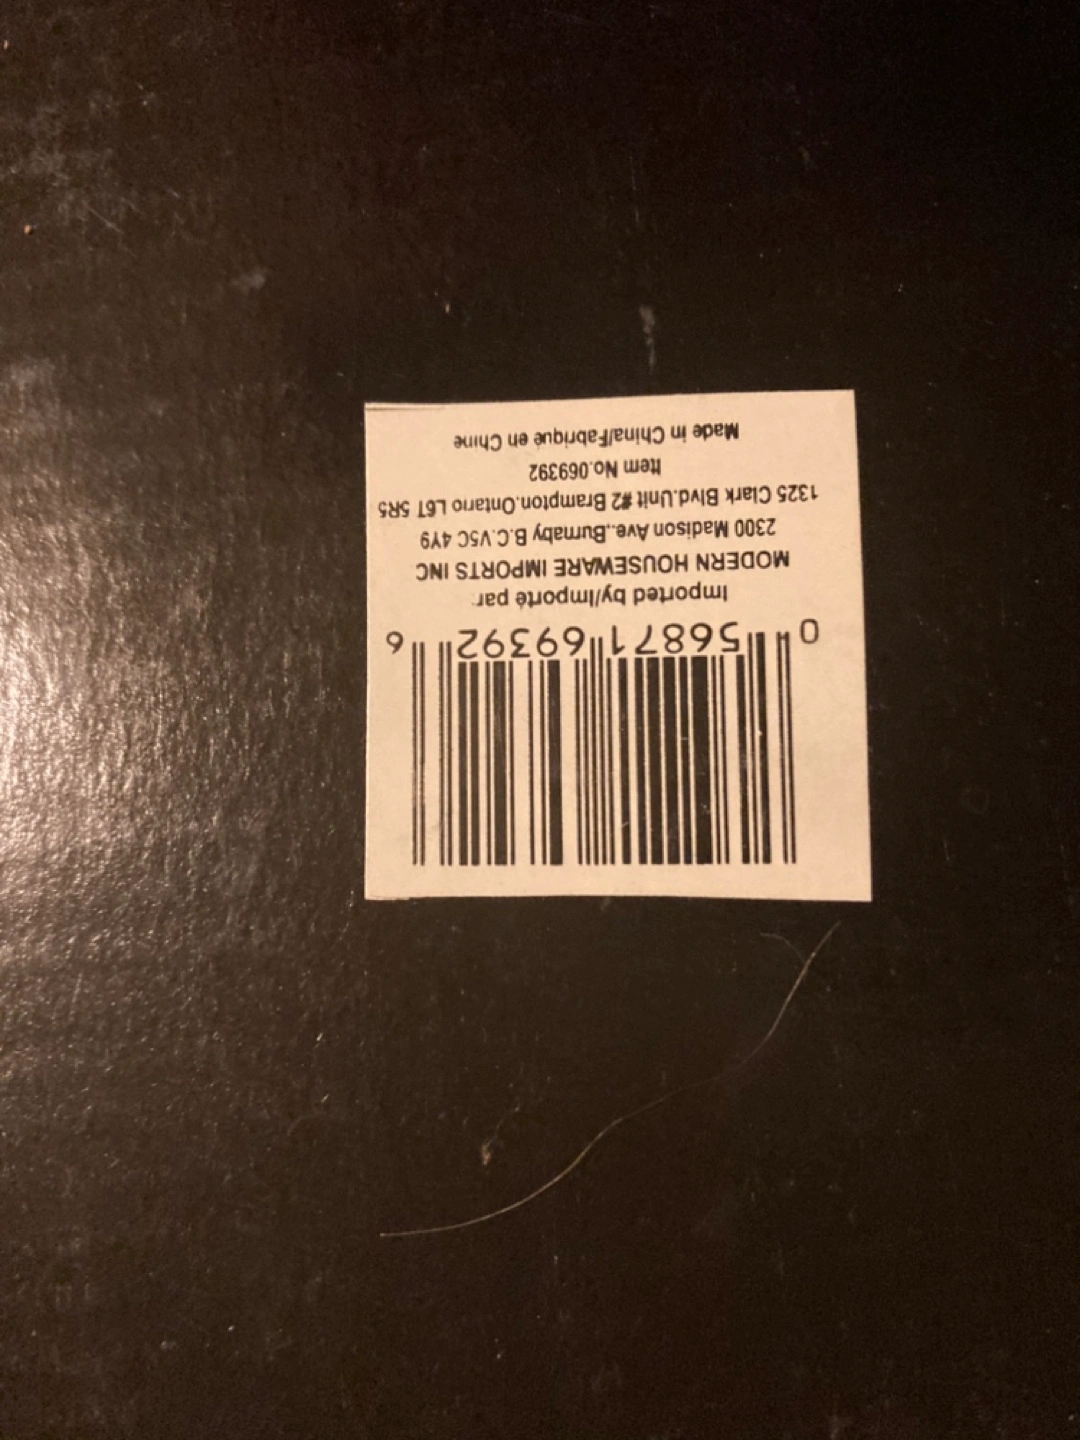 0 56871 69392 6
Imported by/Importé par
MODERN HOUSEWARE IMPORTS INC
2300 Madison Ave.,Burnaby B.C.V5C 4Y9
1325 Clark Blvd.Unit #2 Brampton.Ontario L6T 5R5
Item No.069392
Made in China/Fabriqué en Chine